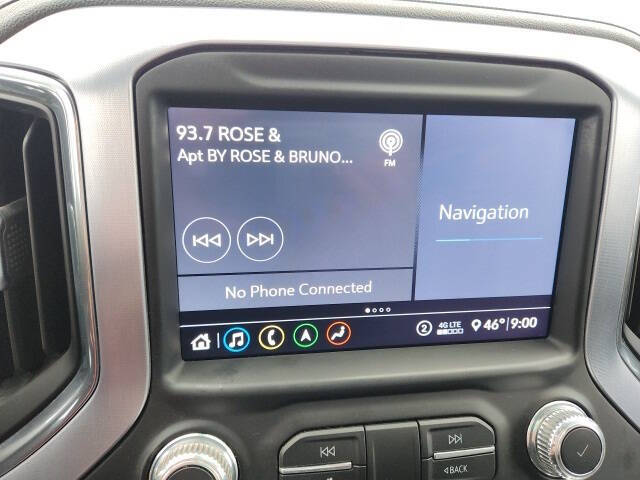 93.7 ROSE &
Apt BY ROSE & BRUNO...
FM
Navigation
No Phone Connected
2 4G LTE 46° 9:00
BACK